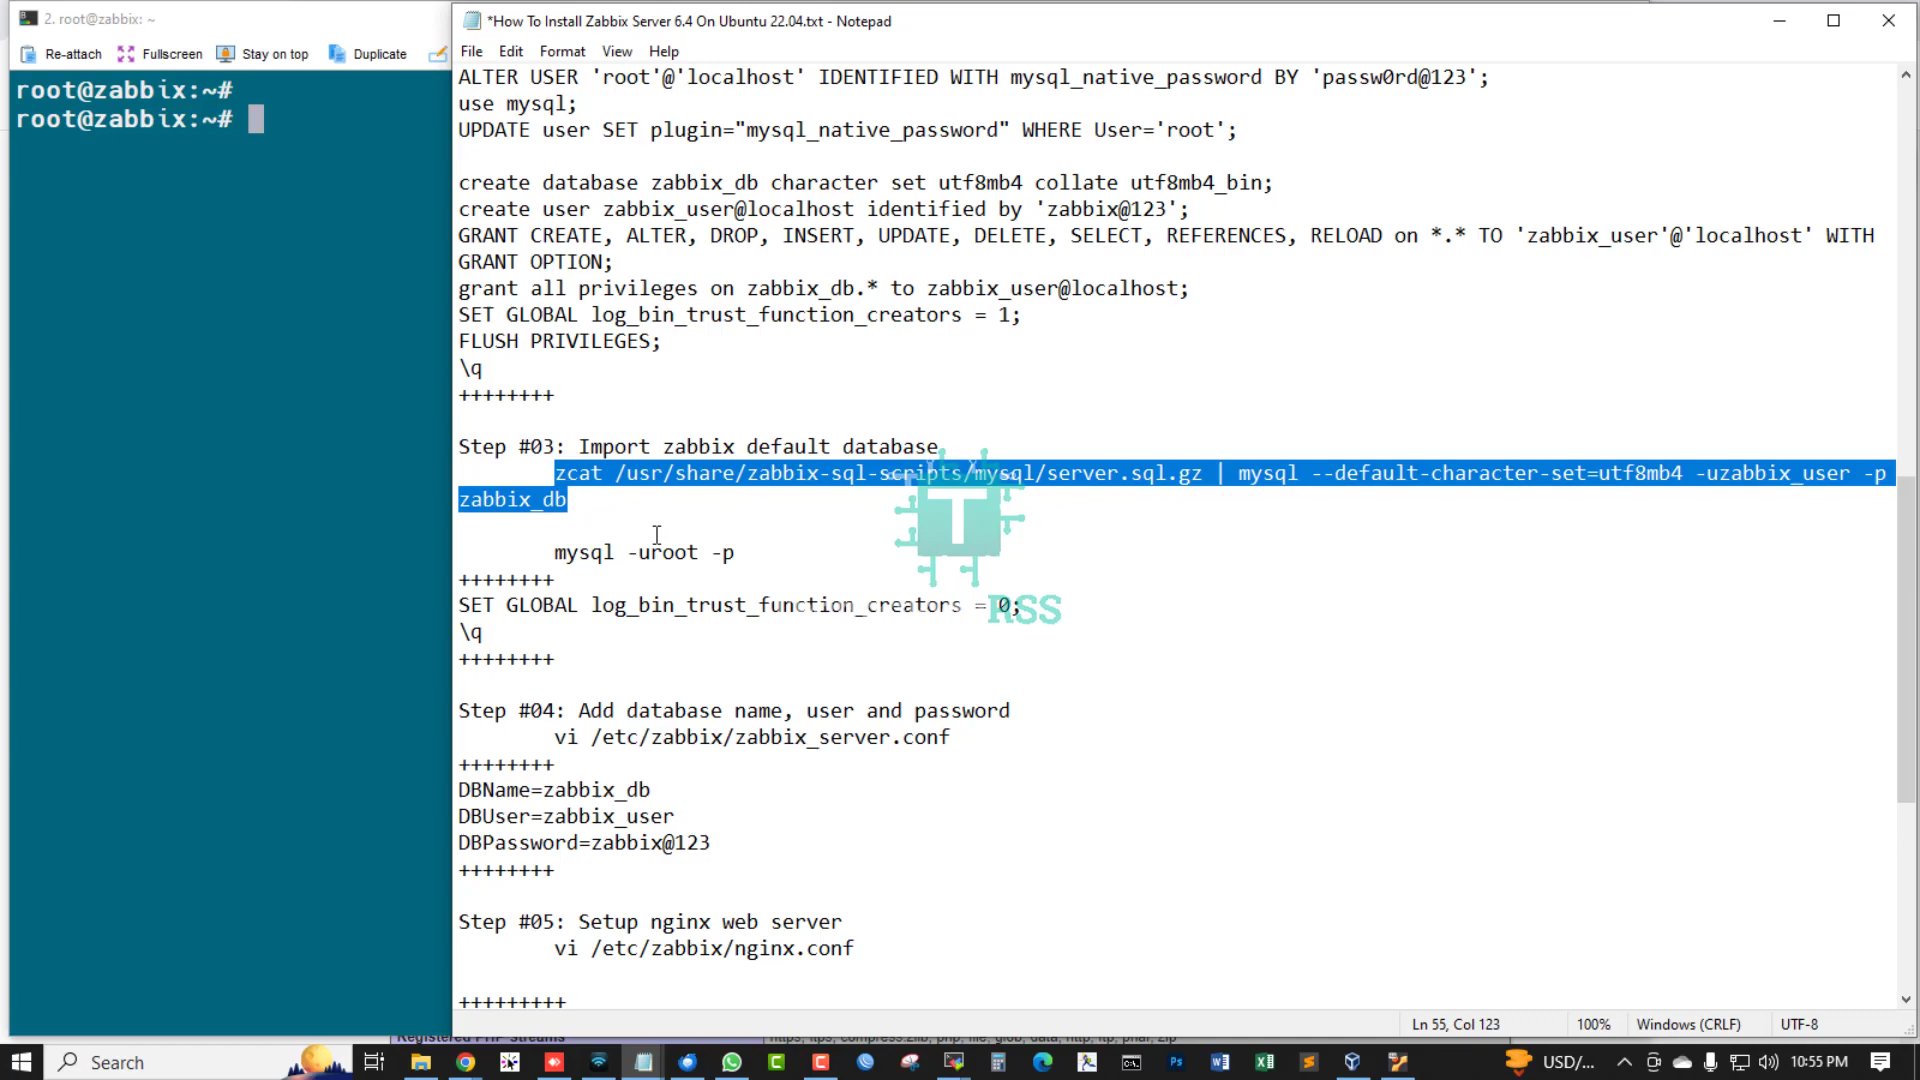 2. root@zabbix: ~
Re-attach Fullscreen Stay on top Duplicate
root@zabbix:~#
root@zabbix:~#
*How To Install Zabbix Server 6.4 On Ubuntu 22.04.txt - Notepad
File Edit Format View Help
ALTER USER 'root'@'localhost' IDENTIFIED WITH mysql_native_password BY 'passw0rd@123';
use mysql;
UPDATE user SET plugin="mysql_native_password" WHERE User='root';
create database zabbix_db character set utf8mb4 collate utf8mb4_bin;
create user zabbix_user@localhost identified by 'zabbix@123';
GRANT CREATE, ALTER, DROP, INSERT, UPDATE, DELETE, SELECT, REFERENCES, RELOAD on *.* TO 'zabbix_user'@'localhost' WITH
GRANT OPTION;
grant all privileges on zabbix_db.* to zabbix_user@localhost;
SET GLOBAL log_bin_trust_function_creators = 1;
FLUSH PRIVILEGES;
\q
++++++++
Step #03: Import zabbix default database
zcat /usr/share/zabbix-sql-scripts/mysql/server.sql.gz | mysql --default-character-set=utf8mb4 -uzabbix_user -p
zabbix_db
mysql -uroot -p
++++++++
SET GLOBAL log_bin_trust_function_creators = 0;
\q
++++++++
T
RSS
Step #04: Add database name, user and password
vi /etc/zabbix/zabbix_server.conf
++++++++
DBName=zabbix_db
DBUser=zabbix_user
DBPassword=zabbix@123
++++++++
Step #05: Setup nginx web server
vi /etc/zabbix/nginx.conf
+++++++++
Ln 55, Col 123 100% Windows (CRLF) UTF-8
Search
USD/... 10:55 PM